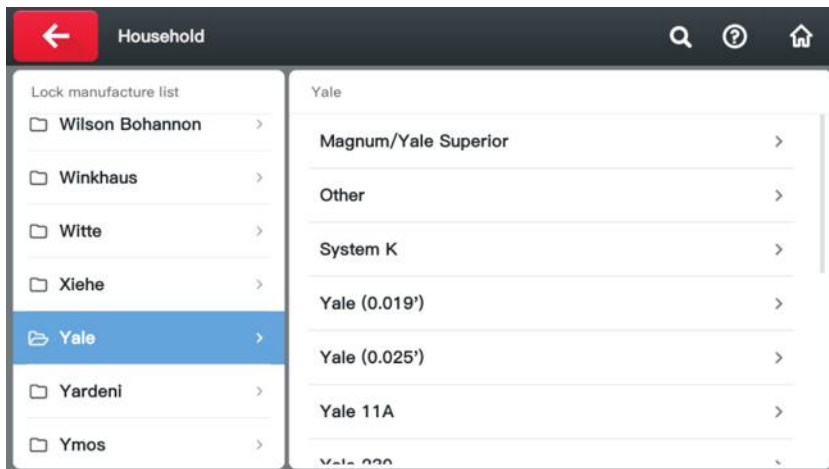 Household
Lock manufacture list
Wilson Bohannon
Winkhaus
Witte
Xiehe
Yale
Yardeni
Ymos
Yale
Magnum/Yale Superior
Other
System K
Yale (0.019’)
Yale (0.025’)
Yale 11A